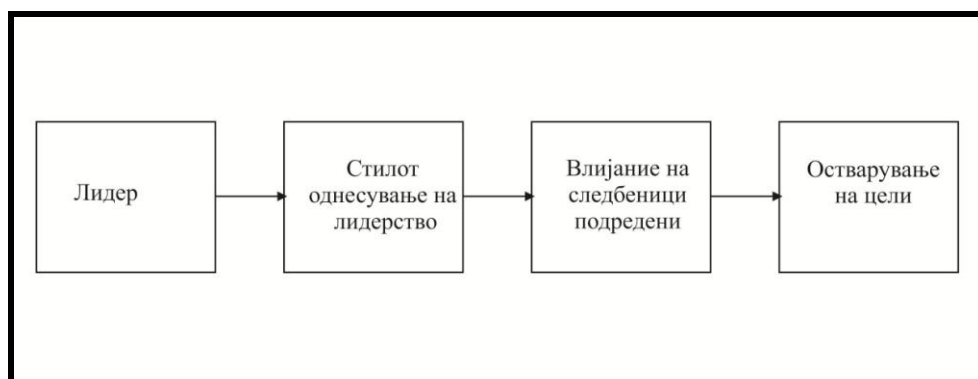 Лидер
Стилот
однесување на
лидерство
Влијание на
следбеници
подредени
Остварување
на цели